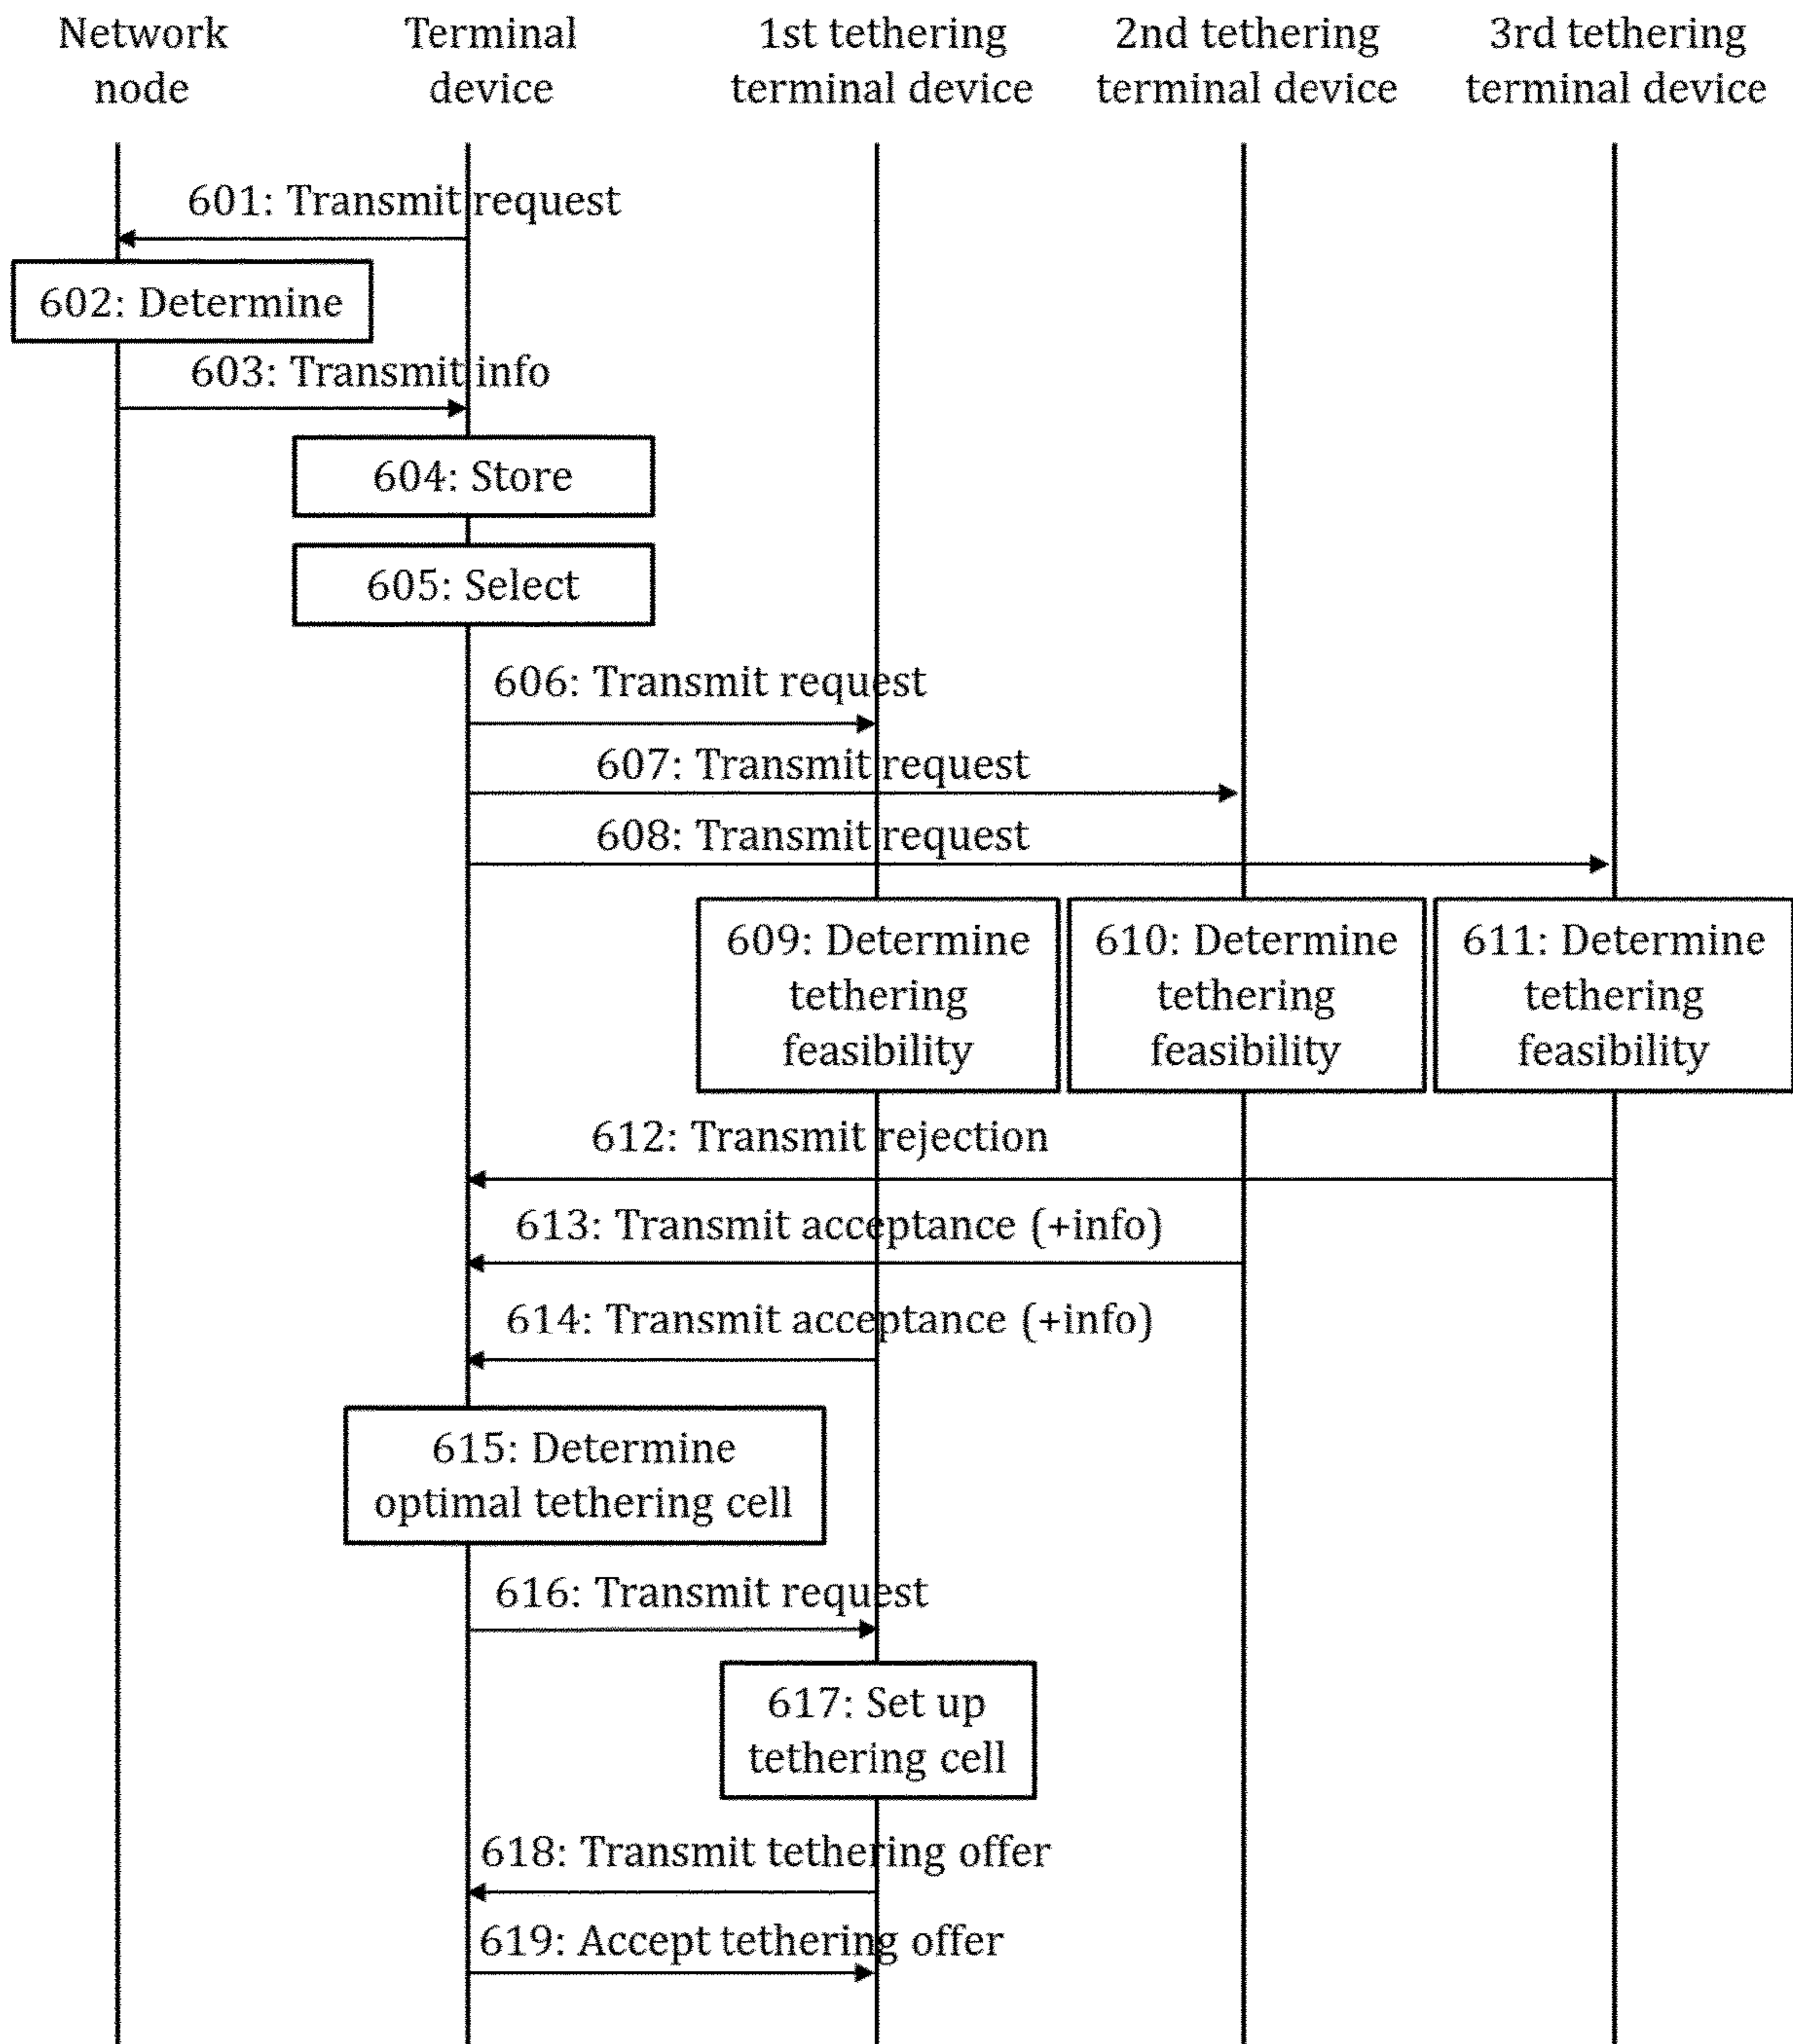 Network
node
Terminal
device
1st tethering
terminal device
2nd tethering
terminal device
3rd tethering
terminal device
601: Transmit request
602: Determine
603: Transmit info
604: Store
605: Select
606: Transmit request
607: Transmit request
608: Transmit request
609: Determine
tethering
feasibility
610: Determine
tethering
feasibility
611: Determine
tethering
feasibility
612: Transmit rejection
613: Transmit acceptance (+info)
614: Transmit acceptance (+info)
615: Determine
optimal tethering cell
616: Transmit request
617: Set up
tethering cell
618: Transmit tethering offer
619: Accept tethering offer